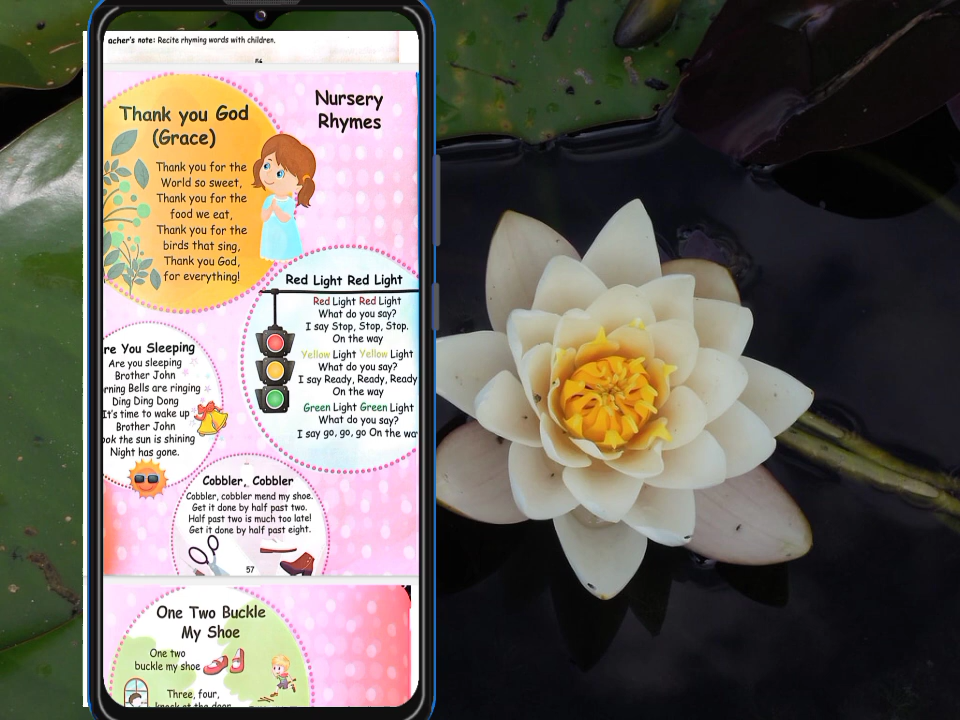 acher's note: Recite rhyming words with children.
56
Nursery
Rhymes
Thank you God
(Grace)
Thank you for the
World so sweet,
Thank you for the
food we eat,
Thank you for the
birds that sing,
Thank you God,
for everything!
Red Light Red Light
Red Light Red Light
What do you say?
I say Stop, Stop, Stop.
On the way
Yellow Light Yellow Light
What do you say?
I say Ready, Ready, Ready
On the way
Green Light Green Light
What do you say?
I say go, go, go On the way
re You Sleeping
Are you sleeping
Brother John
rning Bells are ringing
Ding Ding Dong
It's time to wake up
Brother John
ook the sun is shining
Night has gone.
Cobbler, Cobbler
Cobbler, cobbler mend my shoe.
Get it done by half past two.
Half past two is much too late!
Get it done by half past eight.
57
One Two Buckle
My Shoe
One two
buckle my shoe
Three, four,
knock at the door